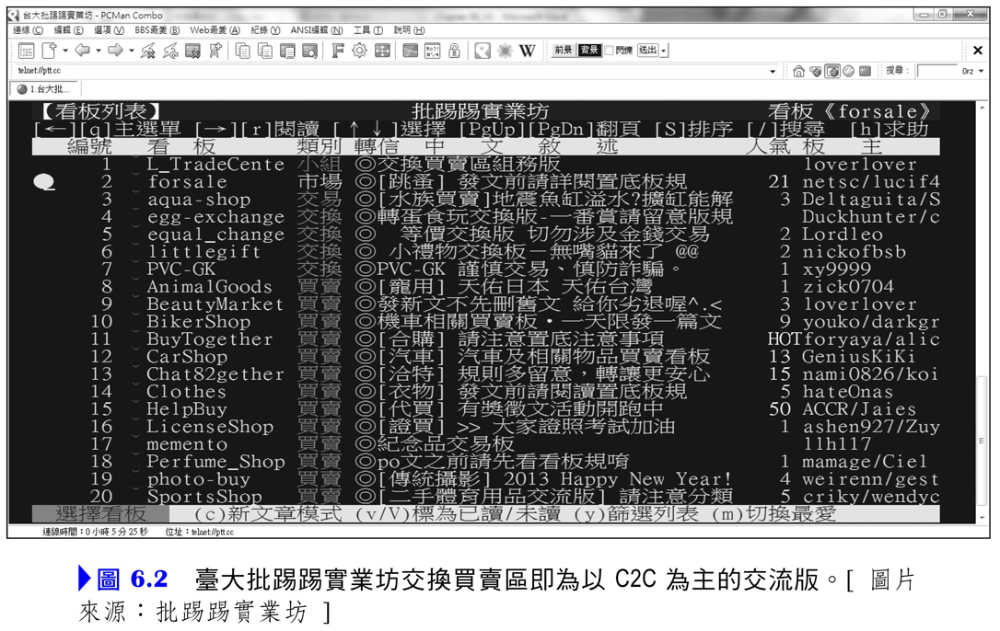 台大批踢踢實業坊 - PCMan Combo
連線(C) 編輯(E) 選項(V) BBS最愛(B) Web最愛(A) 紀錄(Y) ANSI編輯(N) 工具(T) 說明(H)
F W 前景 背景 閃爍 送出
telnet://ptt.cc 搜尋： Orz
1.台大批...
【看板列表】 批踢踢實業坊 看板《forsale》
[←][q]主選單 [→][r]閱讀 [↑↓]選擇 [PgUp][PgDn]翻頁 [S]排序 [/]搜尋 [h]求助
編號 看 板 類別 轉信 中 文 敘 述 人氣 板 主
1 L_TradeCente 小組 ◎交換買賣區組務版 loverlover
2 forsale 市場 ◎[跳蚤] 發文前請詳閱置底板規 21 netsc/lucif4
3 aqua-shop 交易 ◎[水族買賣]地震魚缸溢水?擴缸能解 3 Deltaguita/S
4 egg-exchange 交換 ◎轉蛋食玩交換版-一番賞請留意版規 Duckhunter/c
5 equal_change 交換 ◎ 等價交換版 切勿涉及金錢交易 2 Lordleo
6 littlegift 交換 ◎ 小禮物交換板－無嘴貓來了 @@ 2 nickofbsb
7 PVC-GK 交換 ◎PVC-GK 謹慎交易、慎防詐騙。 1 xy9999
8 AnimalGoods 買賣 ◎[寵用] 天佑日本 天佑台灣 1 zick0704
9 BeautyMarket 買賣 ◎發新文不先刪舊文 給你劣退喔^.< 3 loverlover
10 BikerShop 買賣 ◎機車相關買賣板‧一天限發一篇文 9 youko/darkgr
11 BuyTogether 買賣 ◎[合購] 請注意置底注意事項 HOT foryaya/alic
12 CarShop 買賣 ◎[汽車] 汽車及相關物品買賣看板 13 GeniusKiKi
13 Chat82gether 買賣 ◎[洽特] 規則多留意，轉讓更安心 15 nami0826/koi
14 Clothes 買賣 ◎[衣物] 發文前請閱讀置底板規 5 hateOnas
15 HelpBuy 買賣 ◎[代買] 有獎徵文活動開跑中 50 ACCR/Jaies
16 LicenseShop 買賣 ◎[證買] >> 大家證照考試加油 1 ashen927/Zuy
17 memento 買賣 ◎紀念品交易板 11h117
18 Perfume_Shop 買賣 ◎po文之前請先看看板規唷 1 mamage/Ciel
19 photo-buy 買賣 ◎[傳統攝影] 2013 Happy New Year! 4 weirenn/gest
20 SportsShop 買賣 ◎[二手體育用品交流版] 請注意分類 5 criky/wendyc
選擇看板 (c)新文章模式 (v/V)標為已讀/未讀 (y)篩選列表 (m)切換最愛
連線時間：0 小時 5 分 25 秒 位址：telnet://ptt.cc
圖 6.2 臺大批踢踢實業坊交換買賣區即為以 C2C 為主的交流版。[ 圖片
來源：批踢踢實業坊 ]